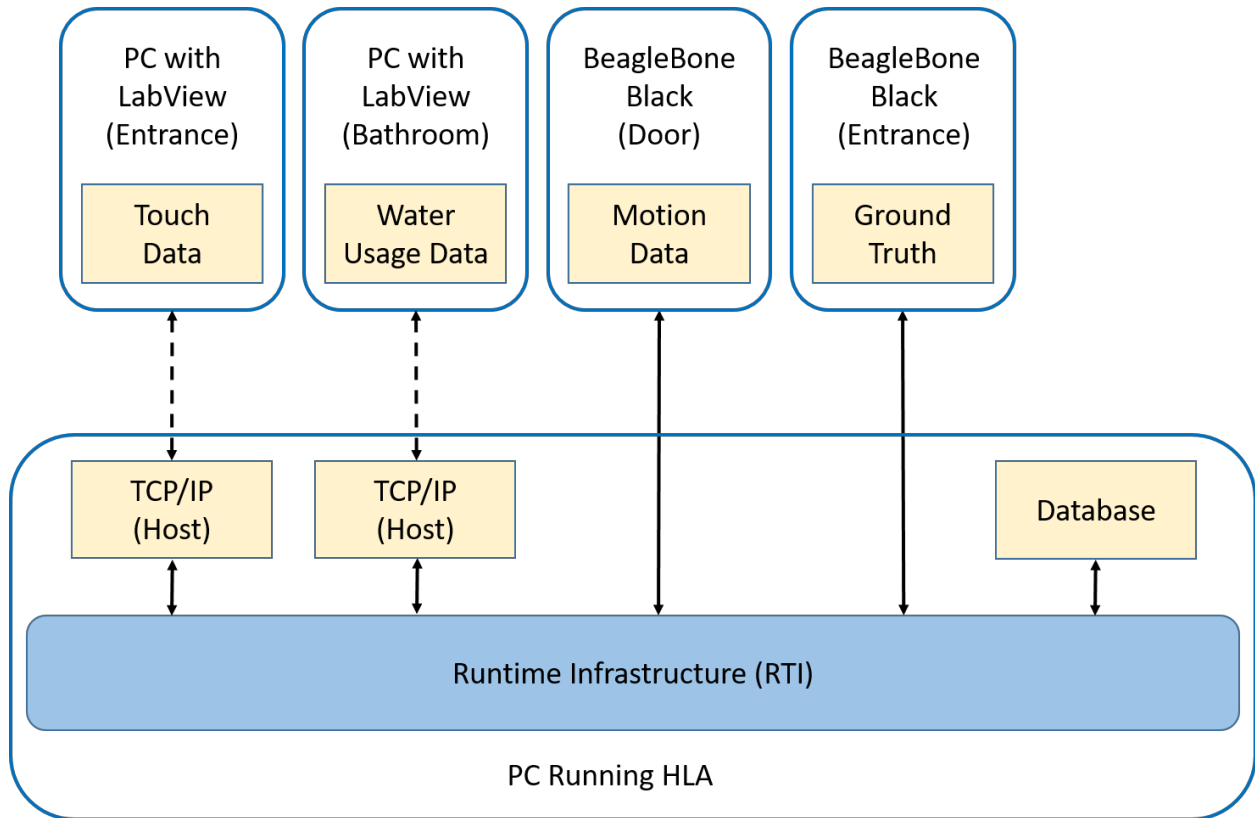 PC with
LabView
(Entrance)
Touch
Data
PC with
LabView
(Bathroom)
Water
Usage Data
BeagleBone
Black
(Door)
Motion
Data
BeagleBone
Black
(Entrance)
Ground
Truth
TCP/IP
(Host)
TCP/IP
(Host)
Database
Runtime Infrastructure (RTI)
PC Running HLA